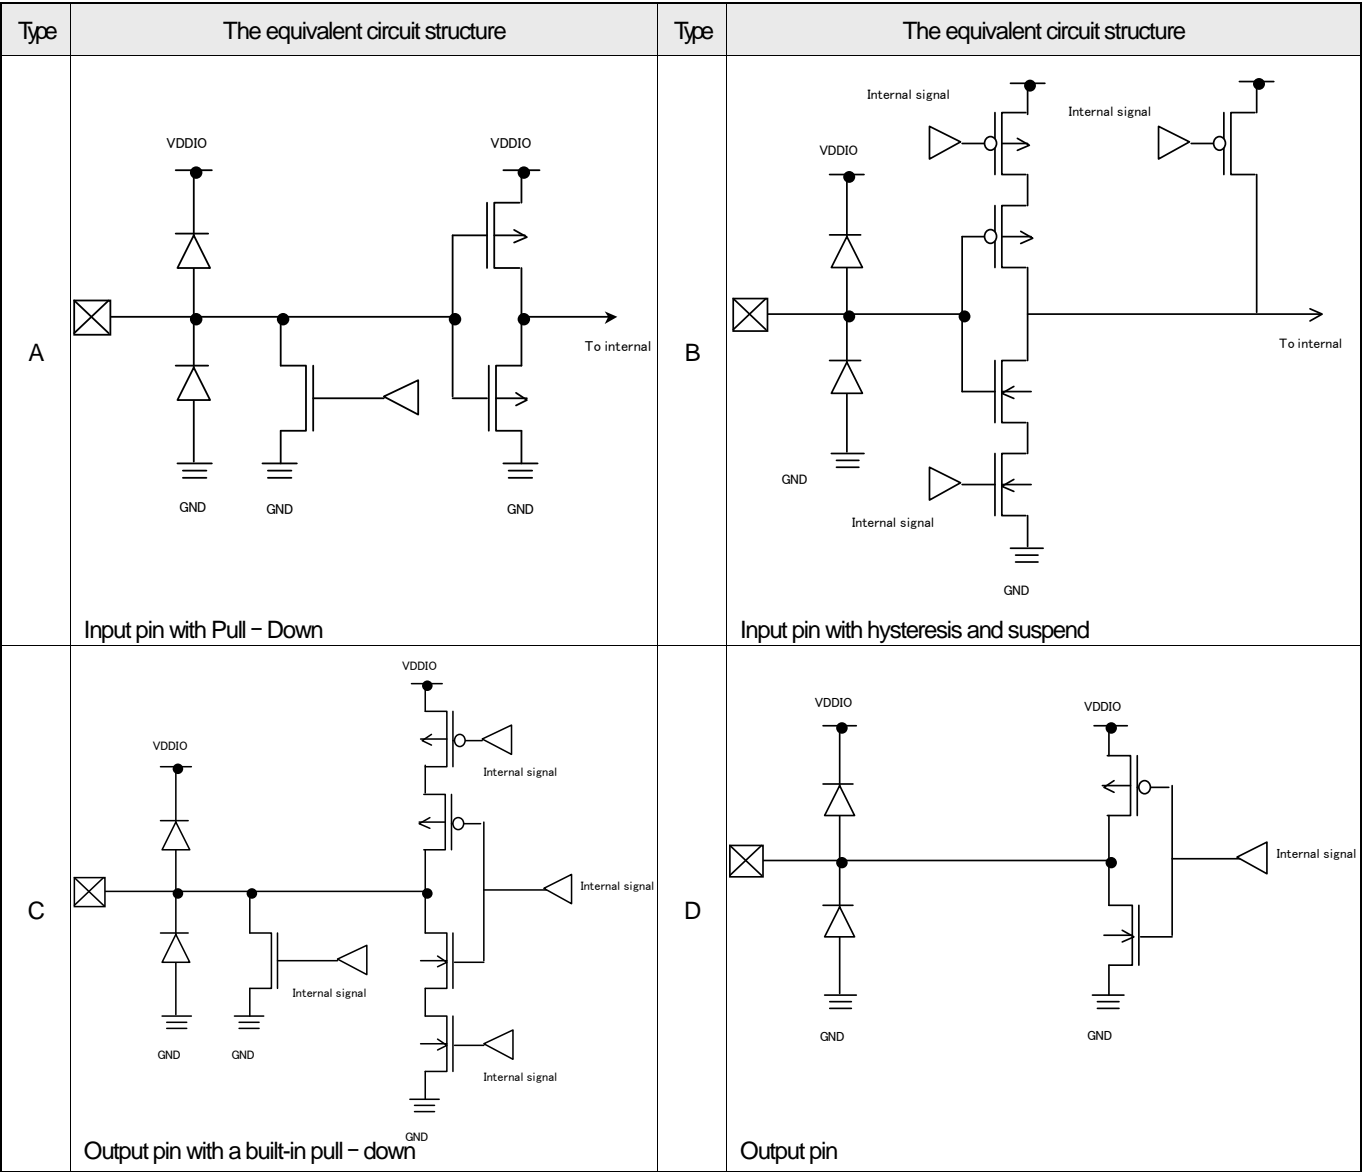 Type
The equivalent circuit structure
Type
The equivalent circuit structure
A
VDDIO
VDDIO
To internal
GND
GND
GND
Input pin with Pull – Down
B
Internal signal
Internal signal
VDDIO
To internal
GND
Internal signal
GND
Input pin with hysteresis and suspend
C
VDDIO
VDDIO
Internal signal
Internal signal
Internal signal
GND
GND
Internal signal
GND
Output pin with a built-in pull – down
D
VDDIO
VDDIO
Internal signal
GND
GND
Output pin